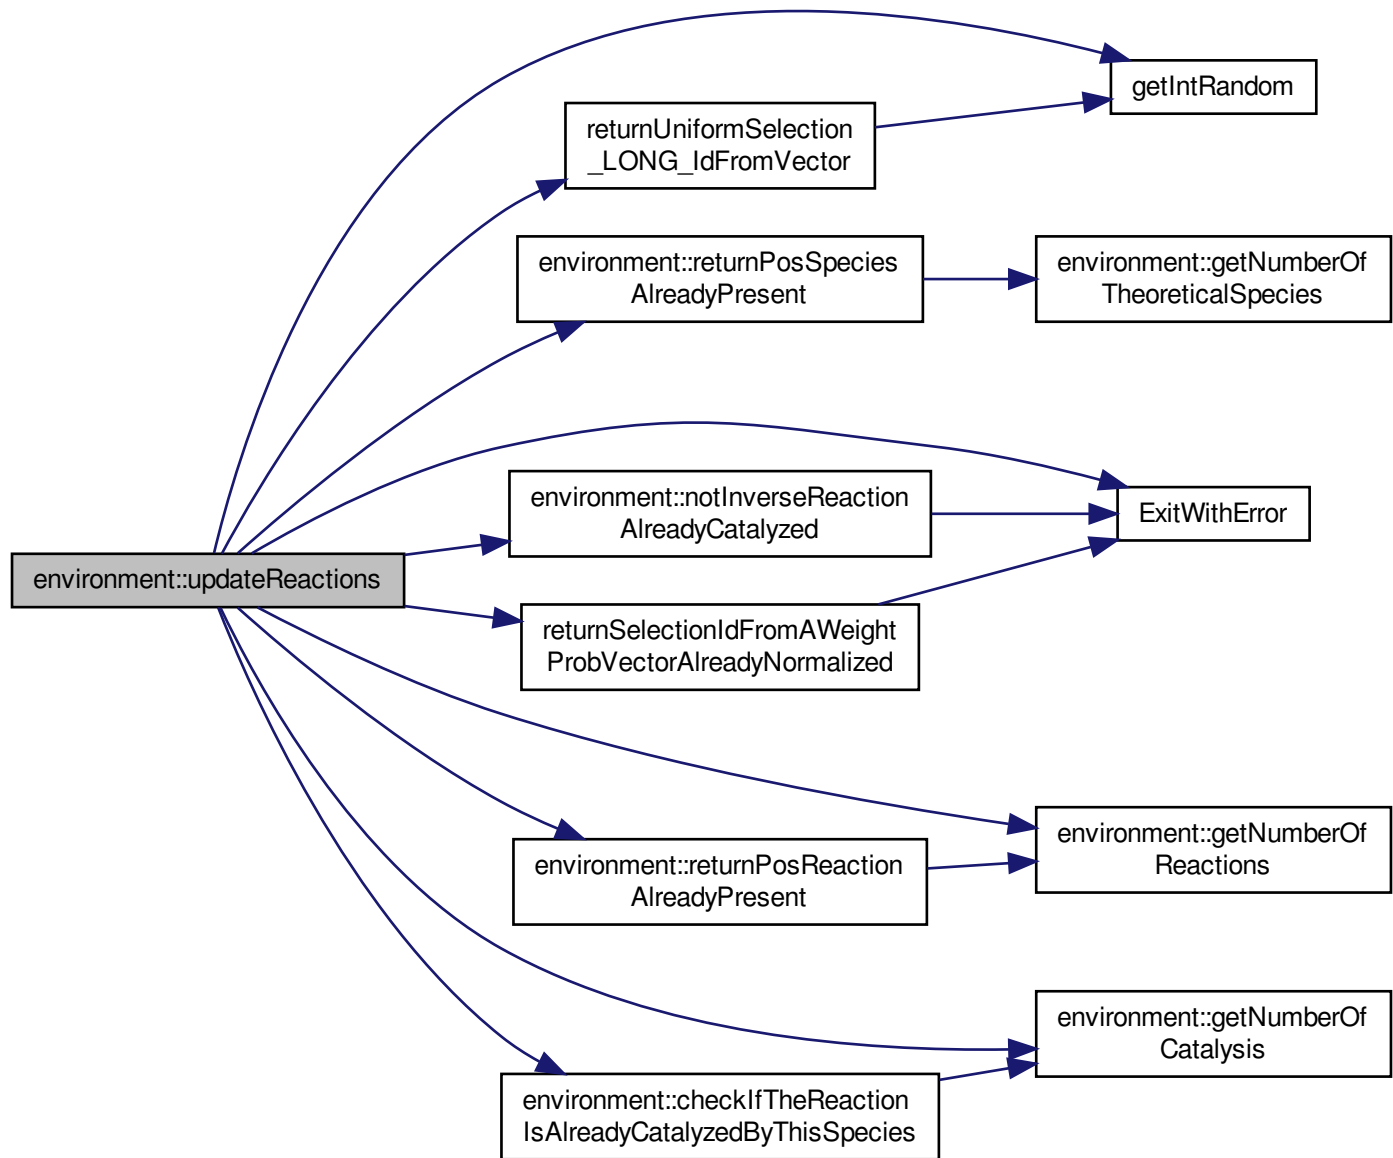 getIntRandom
returnUniformSelection
_LONG_IdFromVector
environment::returnPosSpecies
AlreadyPresent
environment::getNumberOf
TheoreticalSpecies
environment::notInverseReaction
AlreadyCatalyzed
ExitWithError
environment::updateReactions
returnSelectionIdFromAWeight
ProbVectorAlreadyNormalized
environment::returnPosReaction
AlreadyPresent
environment::getNumberOf
Reactions
environment::getNumberOf
Catalysis
environment::checkIfTheReaction
IsAlreadyCatalyzedByThisSpecies